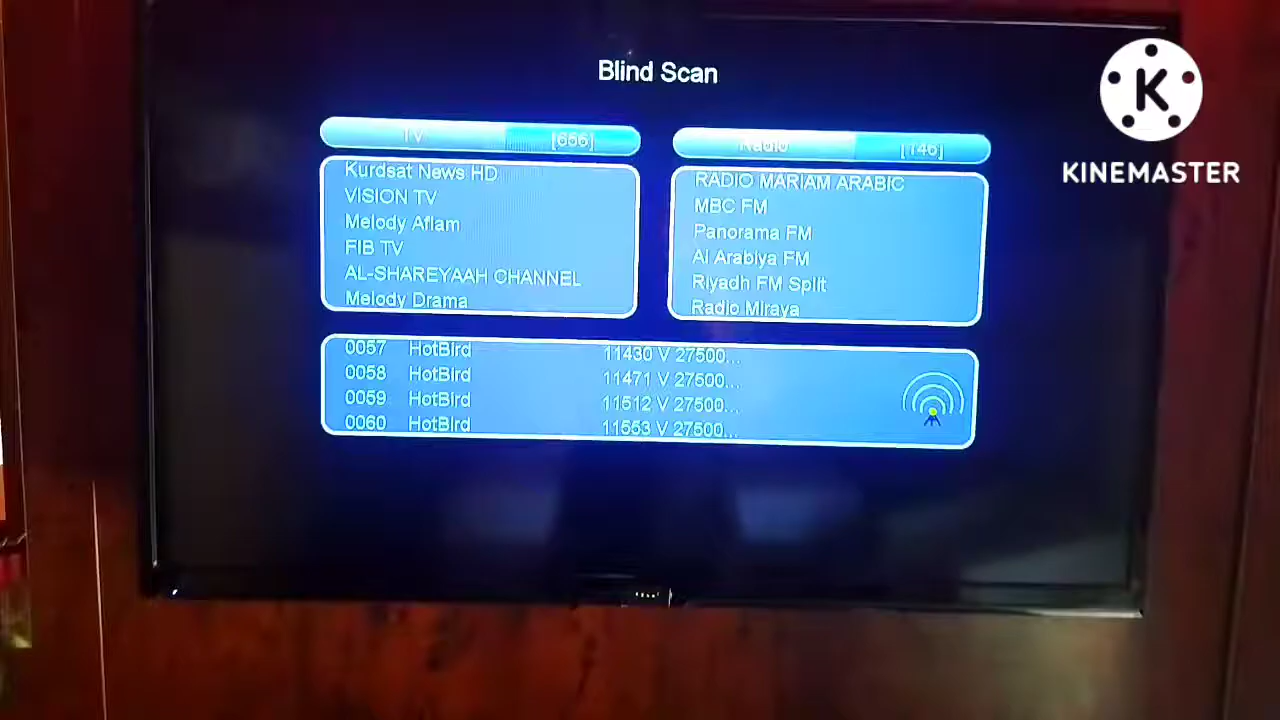 Blind Scan
TV [656]
Kurdsat News HD
VISION TV
Melody Aflam
FIB TV
AL-SHAREYAAH CHANNEL
Melody Drama
Radio [146]
RADIO MARIAM ARABIC
MBC FM
Panorama FM
Al Arabiya FM
Riyadh FM Split
Radio Miraya
0057 HotBird 11430 V 27500...
0058 HotBird 11471 V 27500...
0059 HotBird 11512 V 27500...
0060 HotBird 11553 V 27500...
K
KINEMASTER